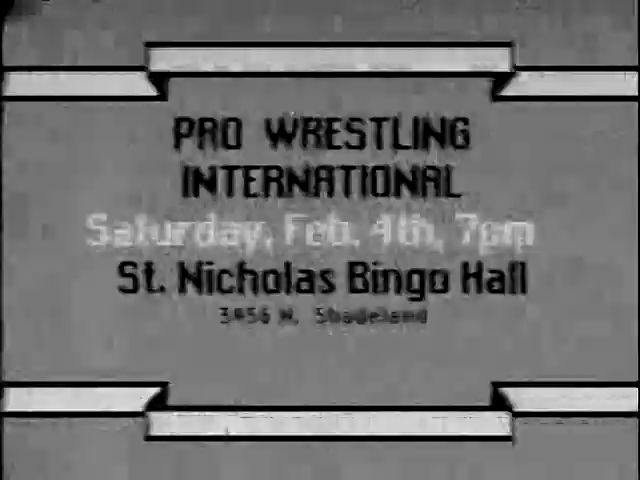 PRO WRESTLING
INTERNATIONAL
Saturday, Feb. 4th, 7pm
St. Nicholas Bingo Hall
3456 N. Shadeland